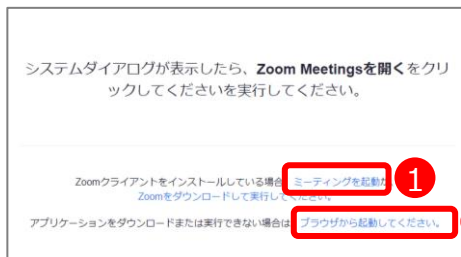 システムダイアログが表示したら、Zoom Meetingsを開くをクリ
ックしてくださいを実行してください。
Zoomクライアントをインストールしている場合 ミーティングを起動
1
Zoomをダウンロードして実行してください。
アプリケーションをダウンロードまたは実行できない場合は ブラウザから起動してください。